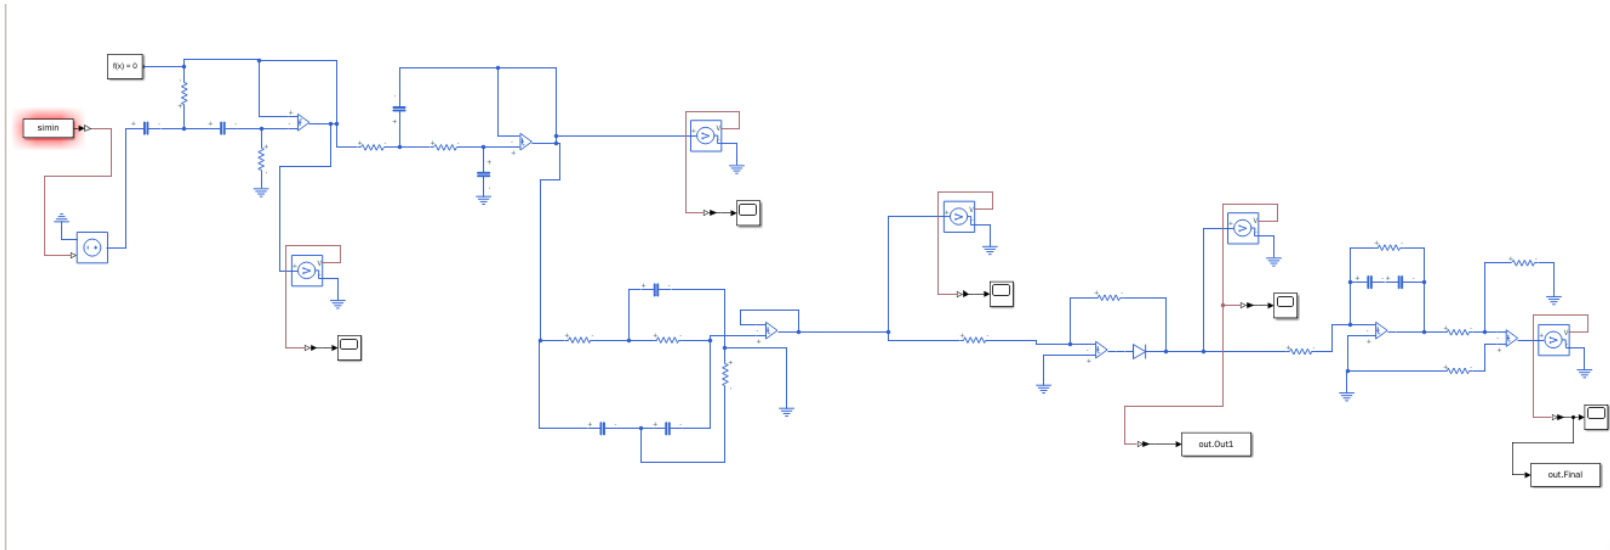 f(x) = 0
simin
V
V
V
V
V
out.Out1
out.Final